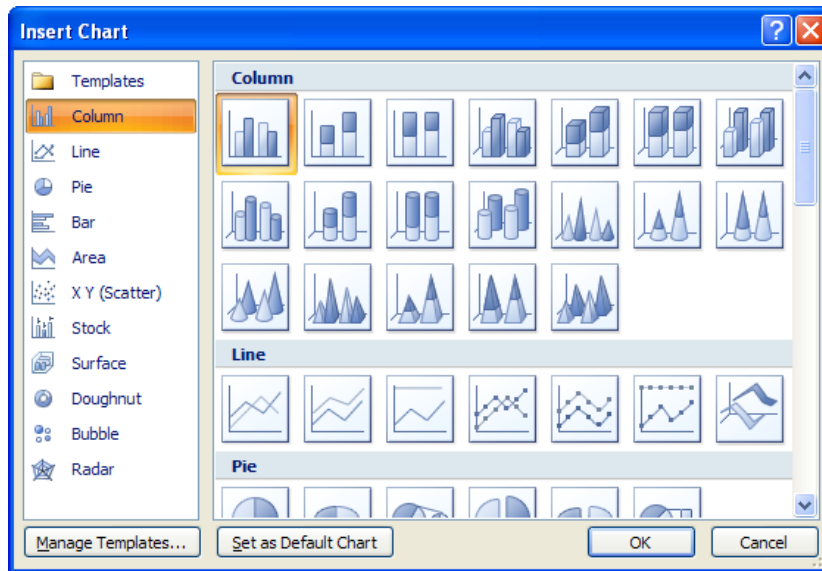 Insert Chart
Templates
Column
Line
Pie
Bar
Area
X Y (Scatter)
Stock
Surface
Doughnut
Bubble
Radar
Column
Line
Pie
Manage Templates...
Set as Default Chart
OK
Cancel